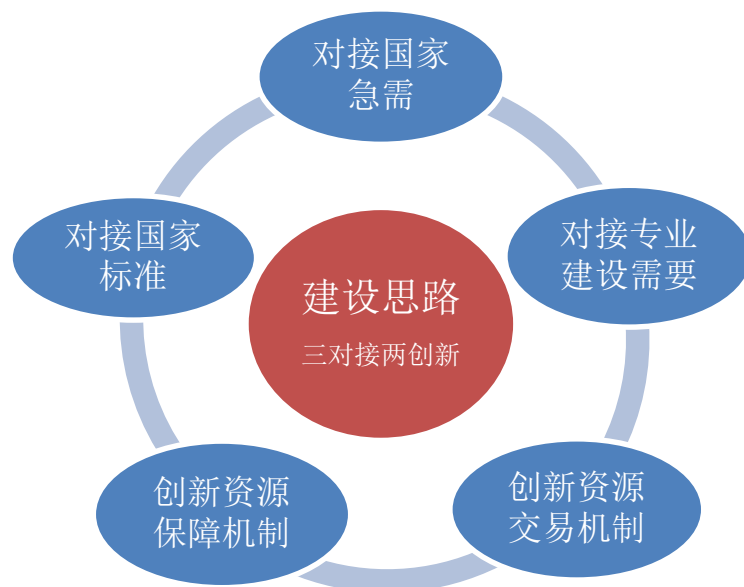 对接国家
急需
对接国家
标准
对接专业
建设需要
建设思路
三对接两创新
创新资源
保障机制
创新资源
交易机制